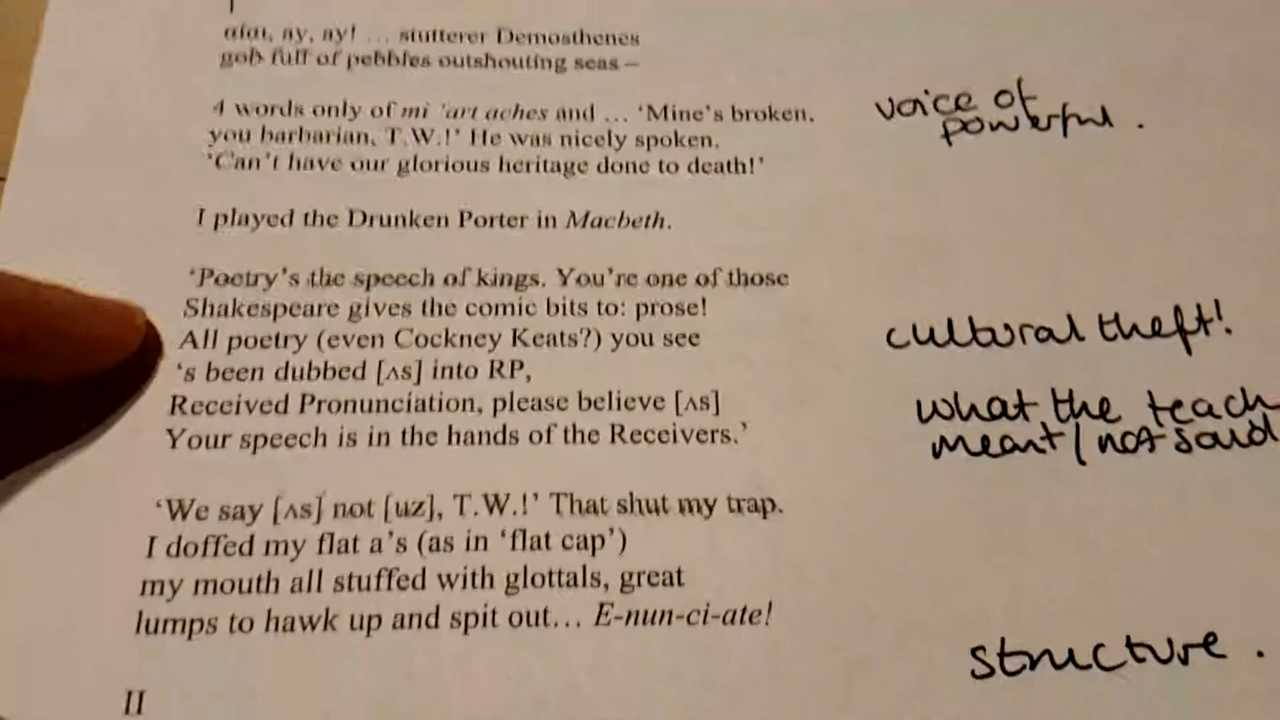 αἰαῖ, ay, ay! … stutterer Demosthenes
gob full of pebbles outshouting seas –
4 words only of mi 'art aches and … 'Mine's broken,
you barbarian, T.W.!' He was nicely spoken.
'Can't have our glorious heritage done to death!'
voice of
powerful.
I played the Drunken Porter in Macbeth.
'Poetry's the speech of kings. You're one of those
Shakespeare gives the comic bits to: prose!
All poetry (even Cockney Keats?) you see
's been dubbed [ʌs] into RP,
Received Pronunciation, please believe [ʌs]
Your speech is in the hands of the Receivers.'
cultural theft!
what the teach
meant / not said
'We say [ʌs] not [uz], T.W.!' That shut my trap.
I doffed my flat a's (as in 'flat cap')
my mouth all stuffed with glottals, great
lumps to hawk up and spit out… E-nun-ci-ate!
structure.
II